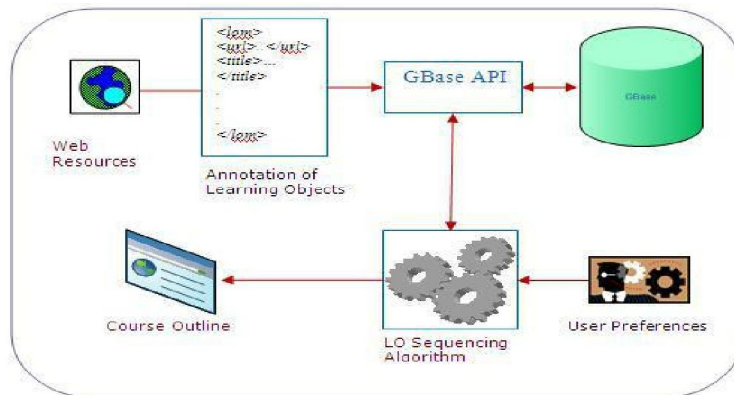 <lom>
<url>  </url>
<title>...
</title>
.
.
.
</lom>
GBase API
GBase
Web
Resources
Annotation of
Learning Objects
Course Outline
LO Sequencing
Algorithm
User Preferences